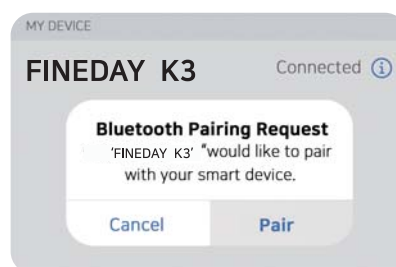 MY DEVICE
FINEDAY K3 Connected
Bluetooth Pairing Request
'FINEDAY K3' "would like to pair
with your smart device.
Cancel Pair